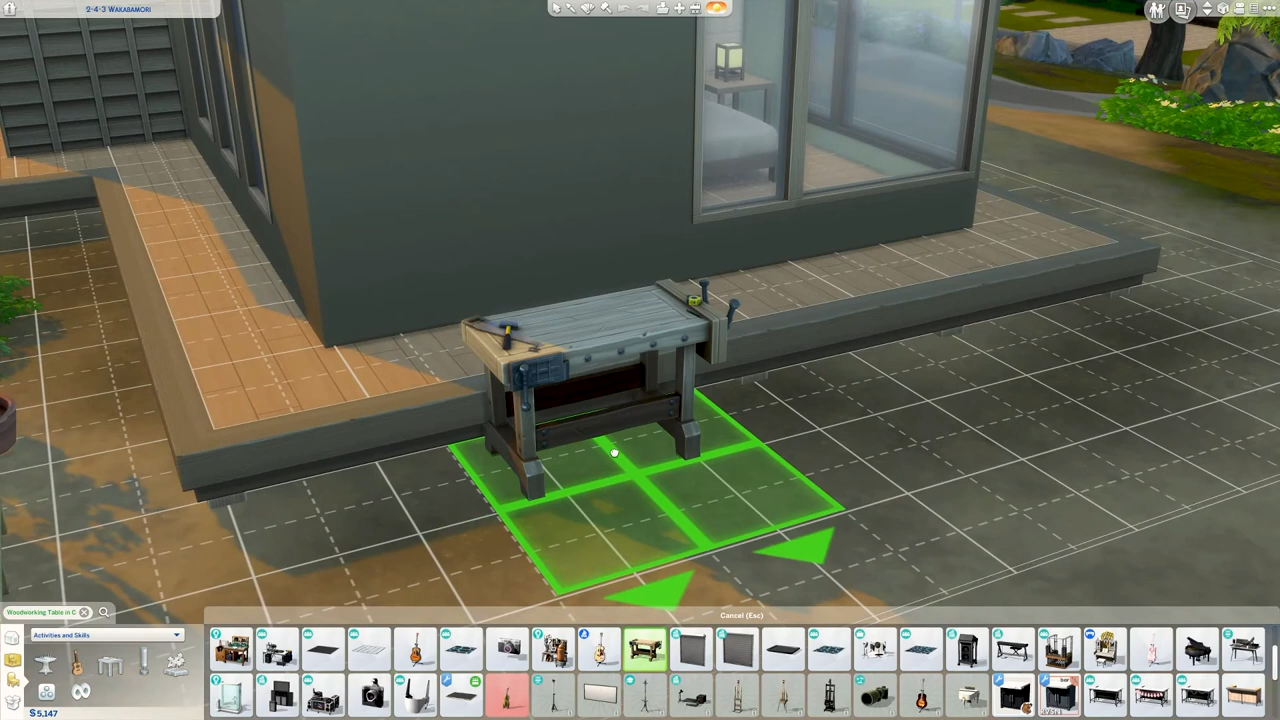 2-4-3 WAKABAMORI
Cancel (Esc)
Woodworking Table in C
Activities and Skills
§5,147